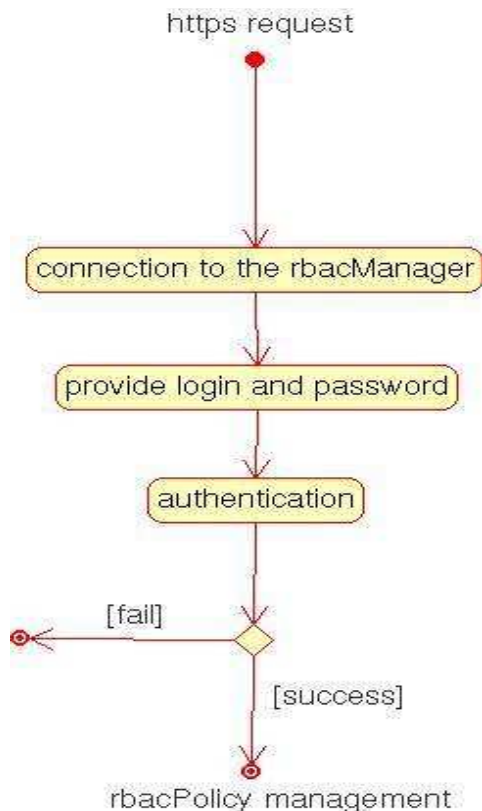 https request
connection to the rbacManager
provide login and password
authentication
[fail]
[success]
rbacPolicy management